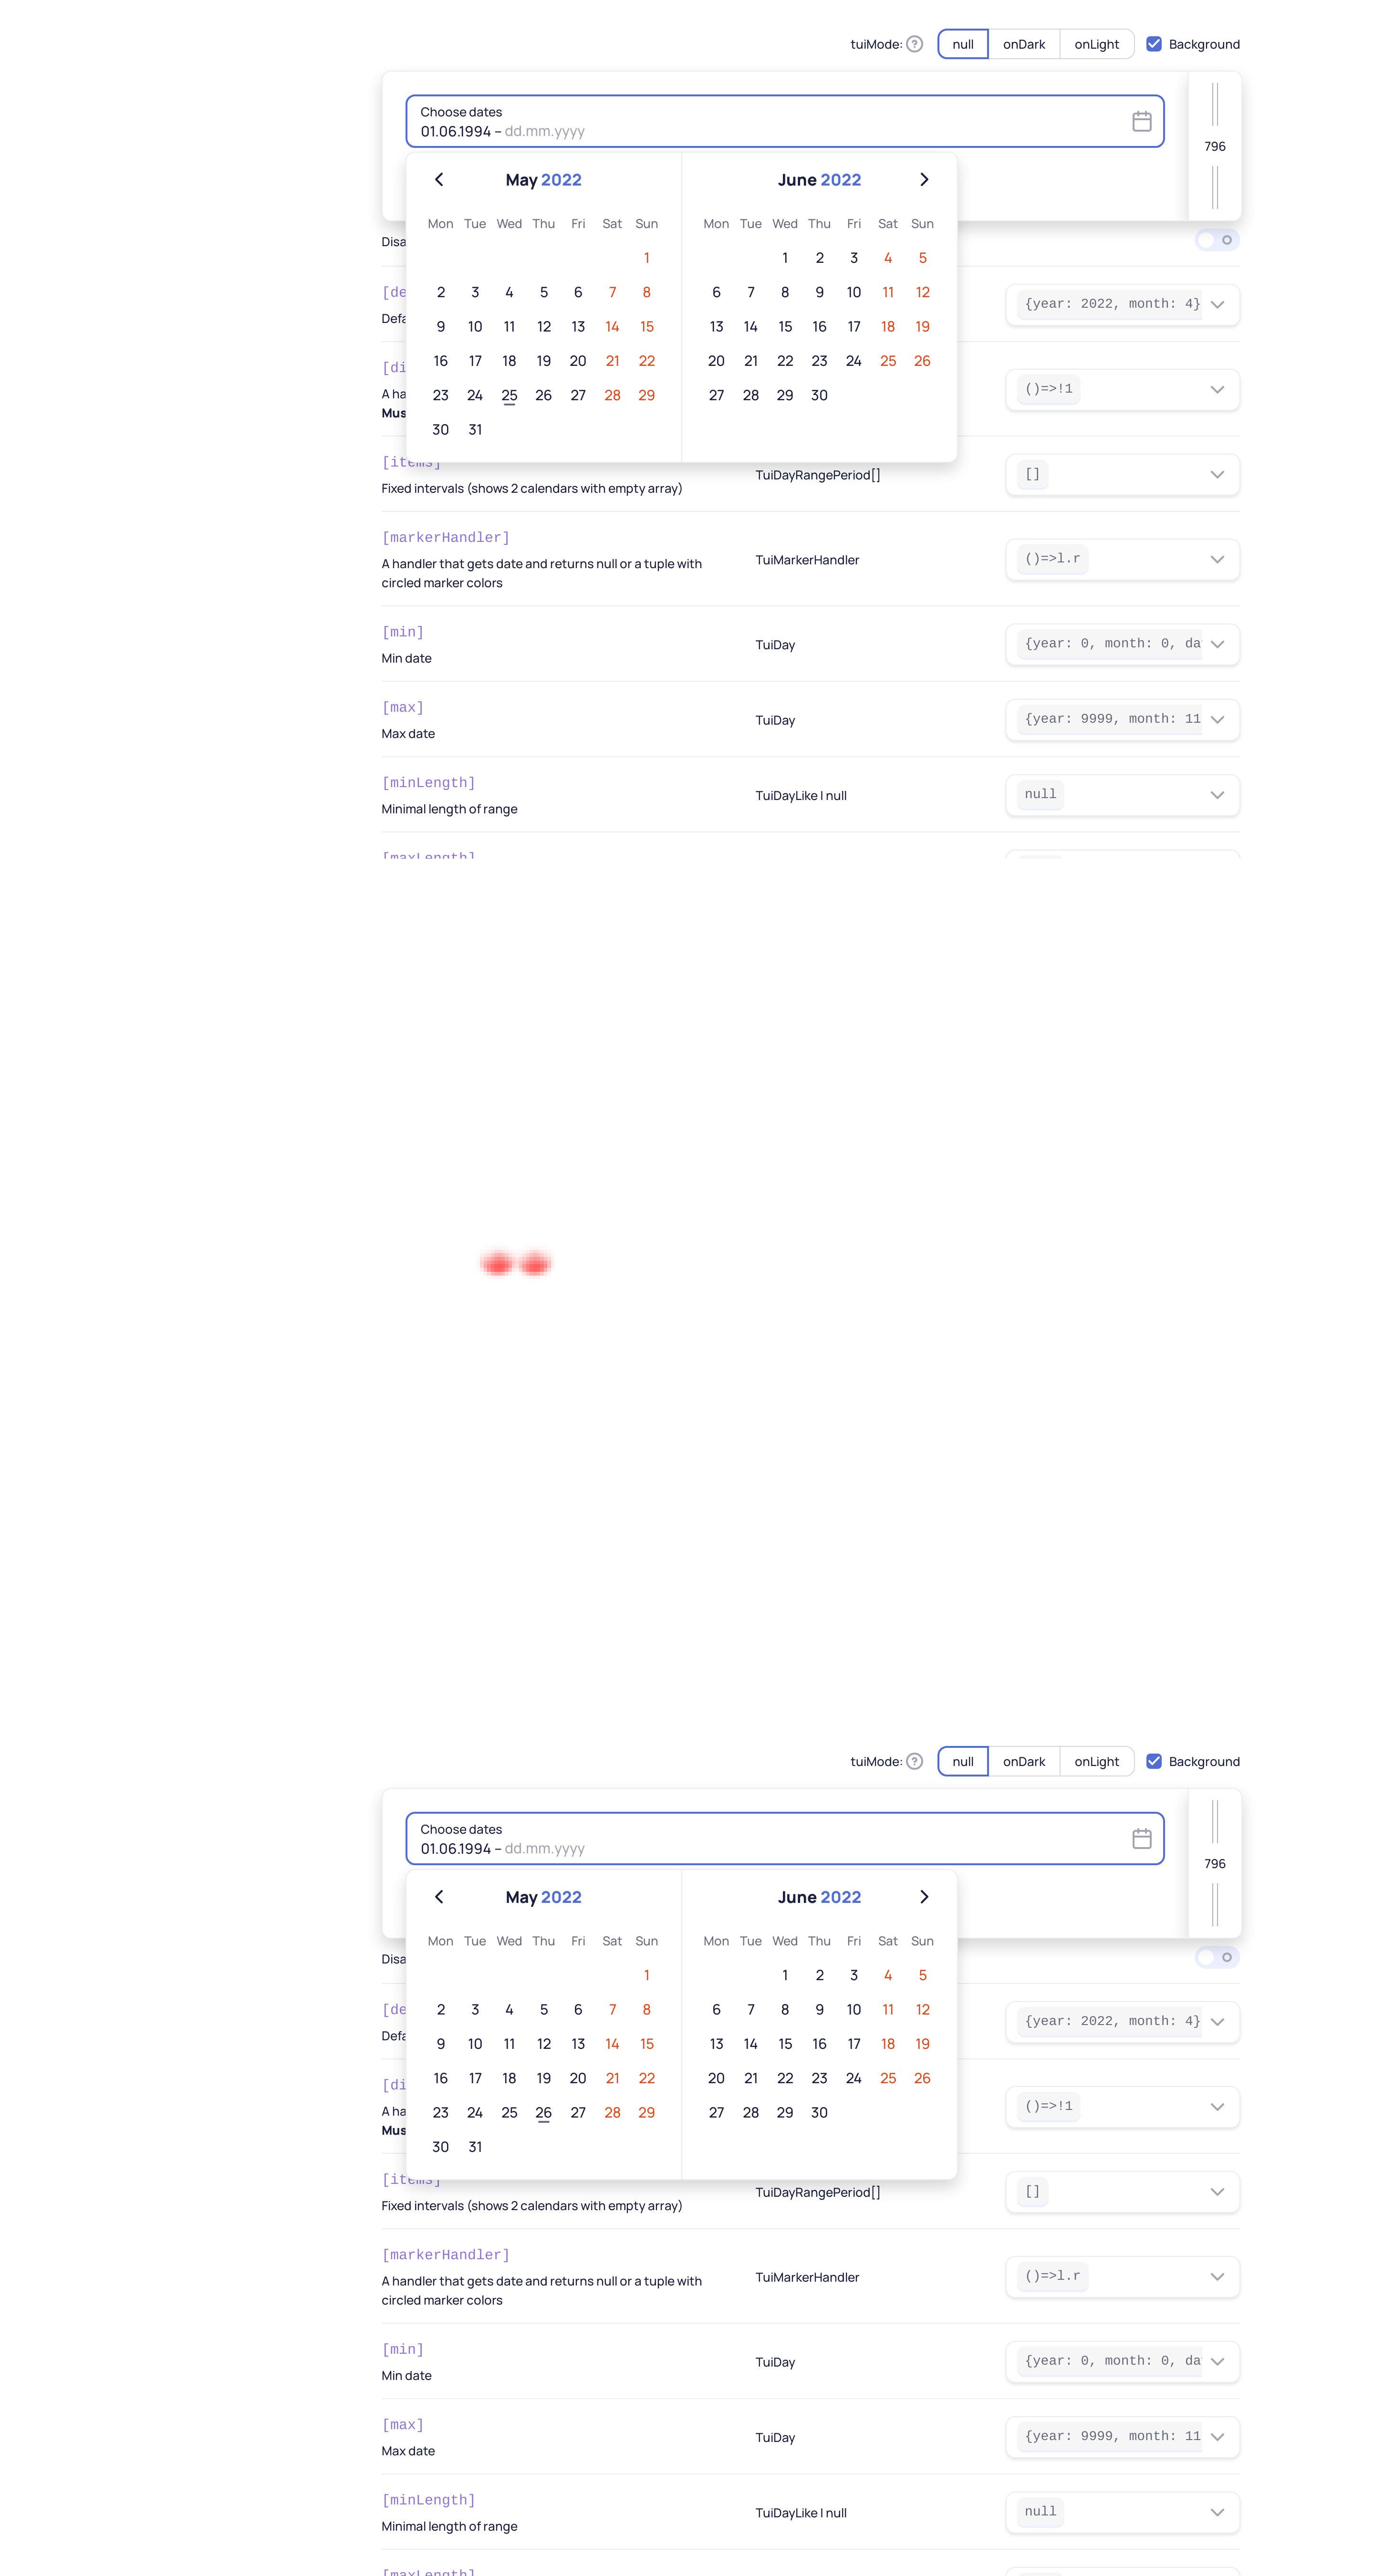 tuiMode: ? null onDark onLight Background
Choose dates
01.06.1994 – dd.mm.yyyy
796
May 2022 June 2022
Mon Tue Wed Thu Fri Sat Sun Mon Tue Wed Thu Fri Sat Sun
Disa
1 1 2 3 4 5
2 3 4 5 6 7 8 6 7 8 9 10 11 12
[de {year: 2022, month: 4}
Defa
9 10 11 12 13 14 15 13 14 15 16 17 18 19
16 17 18 19 20 21 22 20 21 22 23 24 25 26
[di
()=>!1
A ha
23 24 25 26 27 28 29 27 28 29 30
Mus
30 31
[items]
TuiDayRangePeriod[] []
Fixed intervals (shows 2 calendars with empty array)
[markerHandler]
A handler that gets date and returns null or a tuple with TuiMarkerHandler ()=>l.r
circled marker colors
[min]
TuiDay {year: 0, month: 0, da
Min date
[max]
TuiDay {year: 9999, month: 11
Max date
[minLength]
TuiDayLike | null null
Minimal length of range
[maxLength]
tuiMode: ? null onDark onLight Background
Choose dates
01.06.1994 – dd.mm.yyyy
796
May 2022 June 2022
Mon Tue Wed Thu Fri Sat Sun Mon Tue Wed Thu Fri Sat Sun
Disa
1 1 2 3 4 5
2 3 4 5 6 7 8 6 7 8 9 10 11 12
[de {year: 2022, month: 4}
Defa
9 10 11 12 13 14 15 13 14 15 16 17 18 19
16 17 18 19 20 21 22 20 21 22 23 24 25 26
[di
()=>!1
A ha
23 24 25 26 27 28 29 27 28 29 30
Mus
30 31
[items]
TuiDayRangePeriod[] []
Fixed intervals (shows 2 calendars with empty array)
[markerHandler]
A handler that gets date and returns null or a tuple with TuiMarkerHandler ()=>l.r
circled marker colors
[min]
TuiDay {year: 0, month: 0, da
Min date
[max]
TuiDay {year: 9999, month: 11
Max date
[minLength]
TuiDayLike | null null
Minimal length of range
[maxLength]